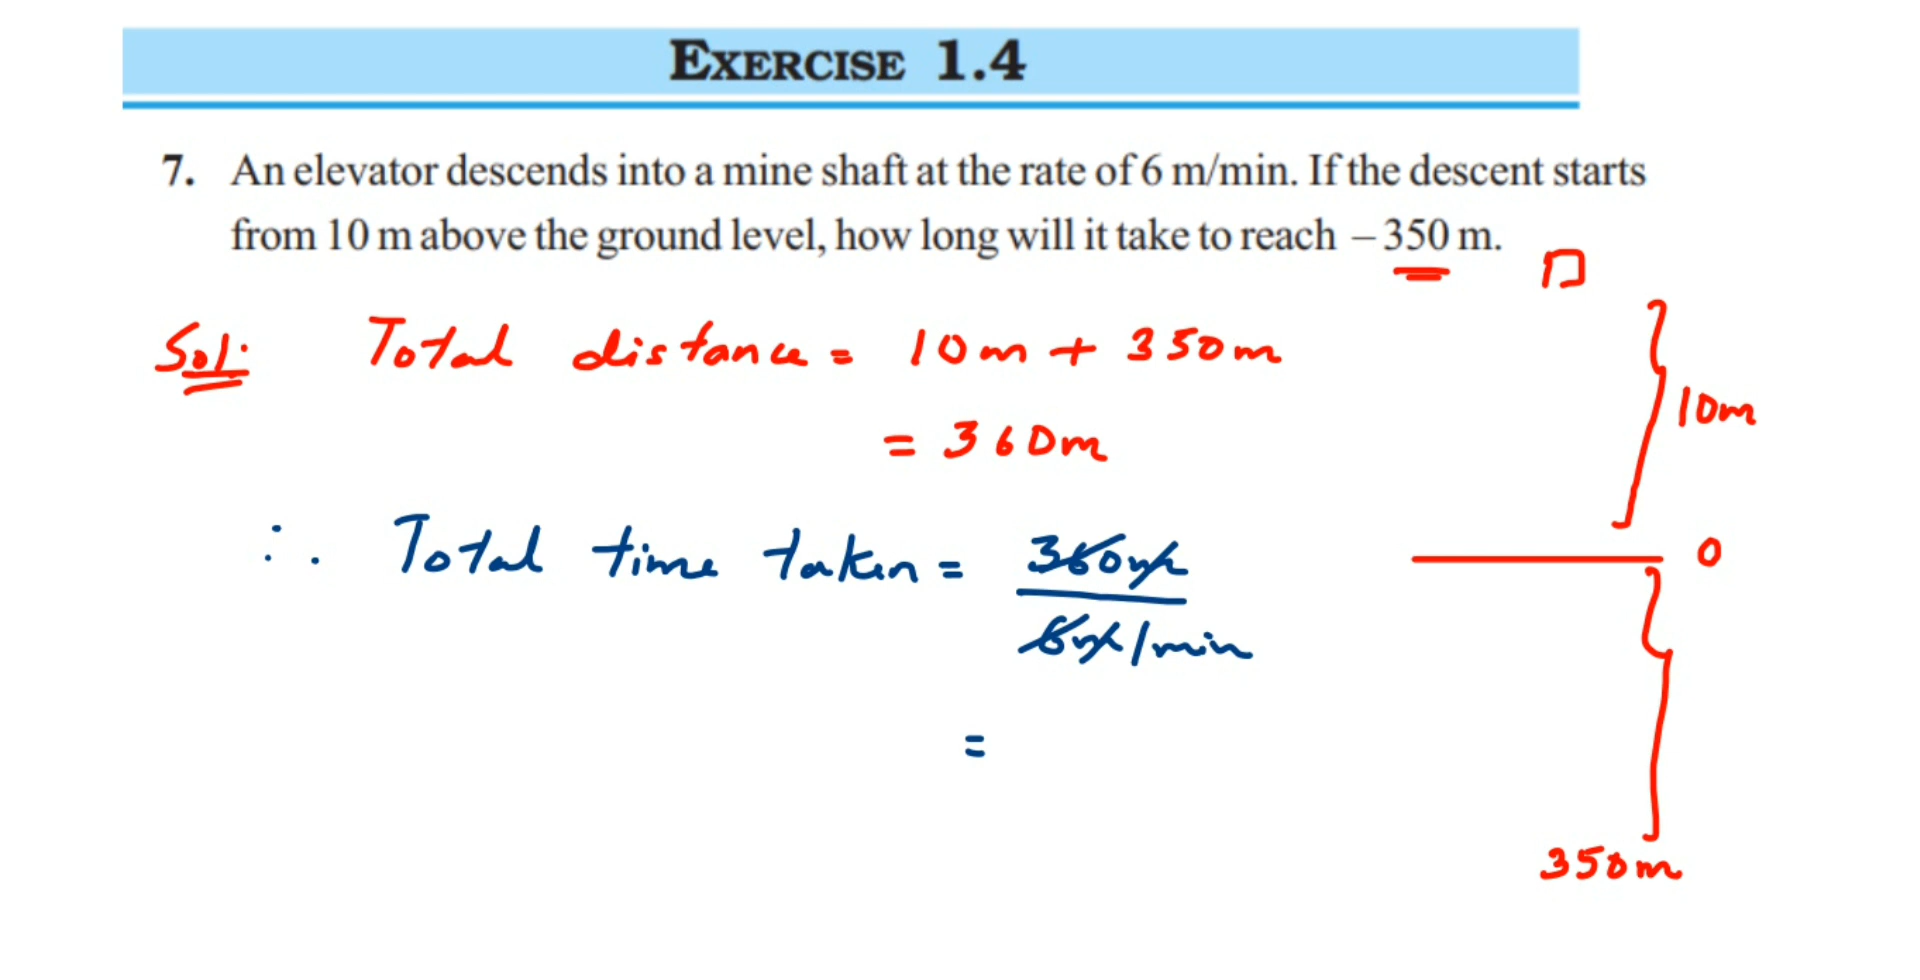 EXERCISE 1.4
7. An elevator descends into a mine shaft at the rate of 6 m/min. If the descent starts
from 10 m above the ground level, how long will it take to reach – 350 m.
Sol: Total distance = 10m + 350m
= 360m
∴ Total time taken = 360m
6m/min
=
10m
0
350m